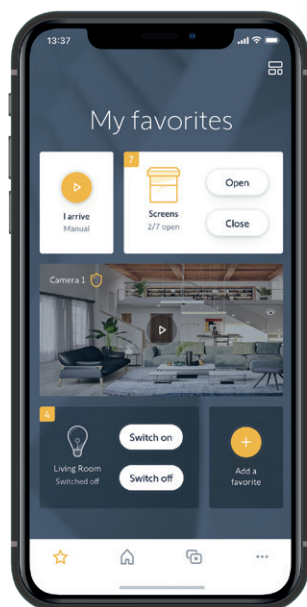 13:37
My favorites
7
I arrive
Manual
Screens
2/7 open
Open
Close
Camera 1
4
Living Room
Switched off
Switch on
Switch off
Add a
favorite